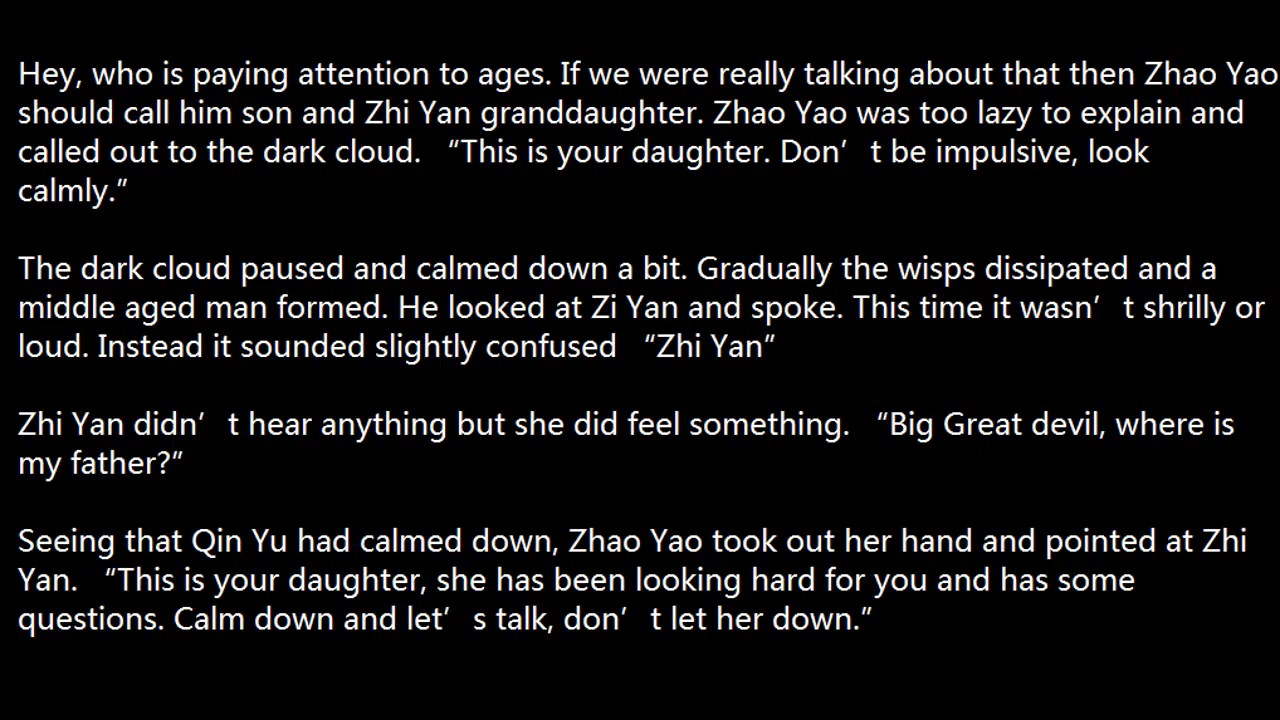 Hey, who is paying attention to ages. If we were really talking about that then Zhao Yao
should call him son and Zhi Yan granddaughter. Zhao Yao was too lazy to explain and
called out to the dark cloud. “This is your daughter. Don’t be impulsive, look
calmly.”
The dark cloud paused and calmed down a bit. Gradually the wisps dissipated and a
middle aged man formed. He looked at Zi Yan and spoke. This time it wasn’t shrilly or
loud. Instead it sounded slightly confused “Zhi Yan”
Zhi Yan didn’t hear anything but she did feel something. “Big Great devil, where is
my father?”
Seeing that Qin Yu had calmed down, Zhao Yao took out her hand and pointed at Zhi
Yan. “This is your daughter, she has been looking hard for you and has some
questions. Calm down and let’s talk, don’t let her down.”